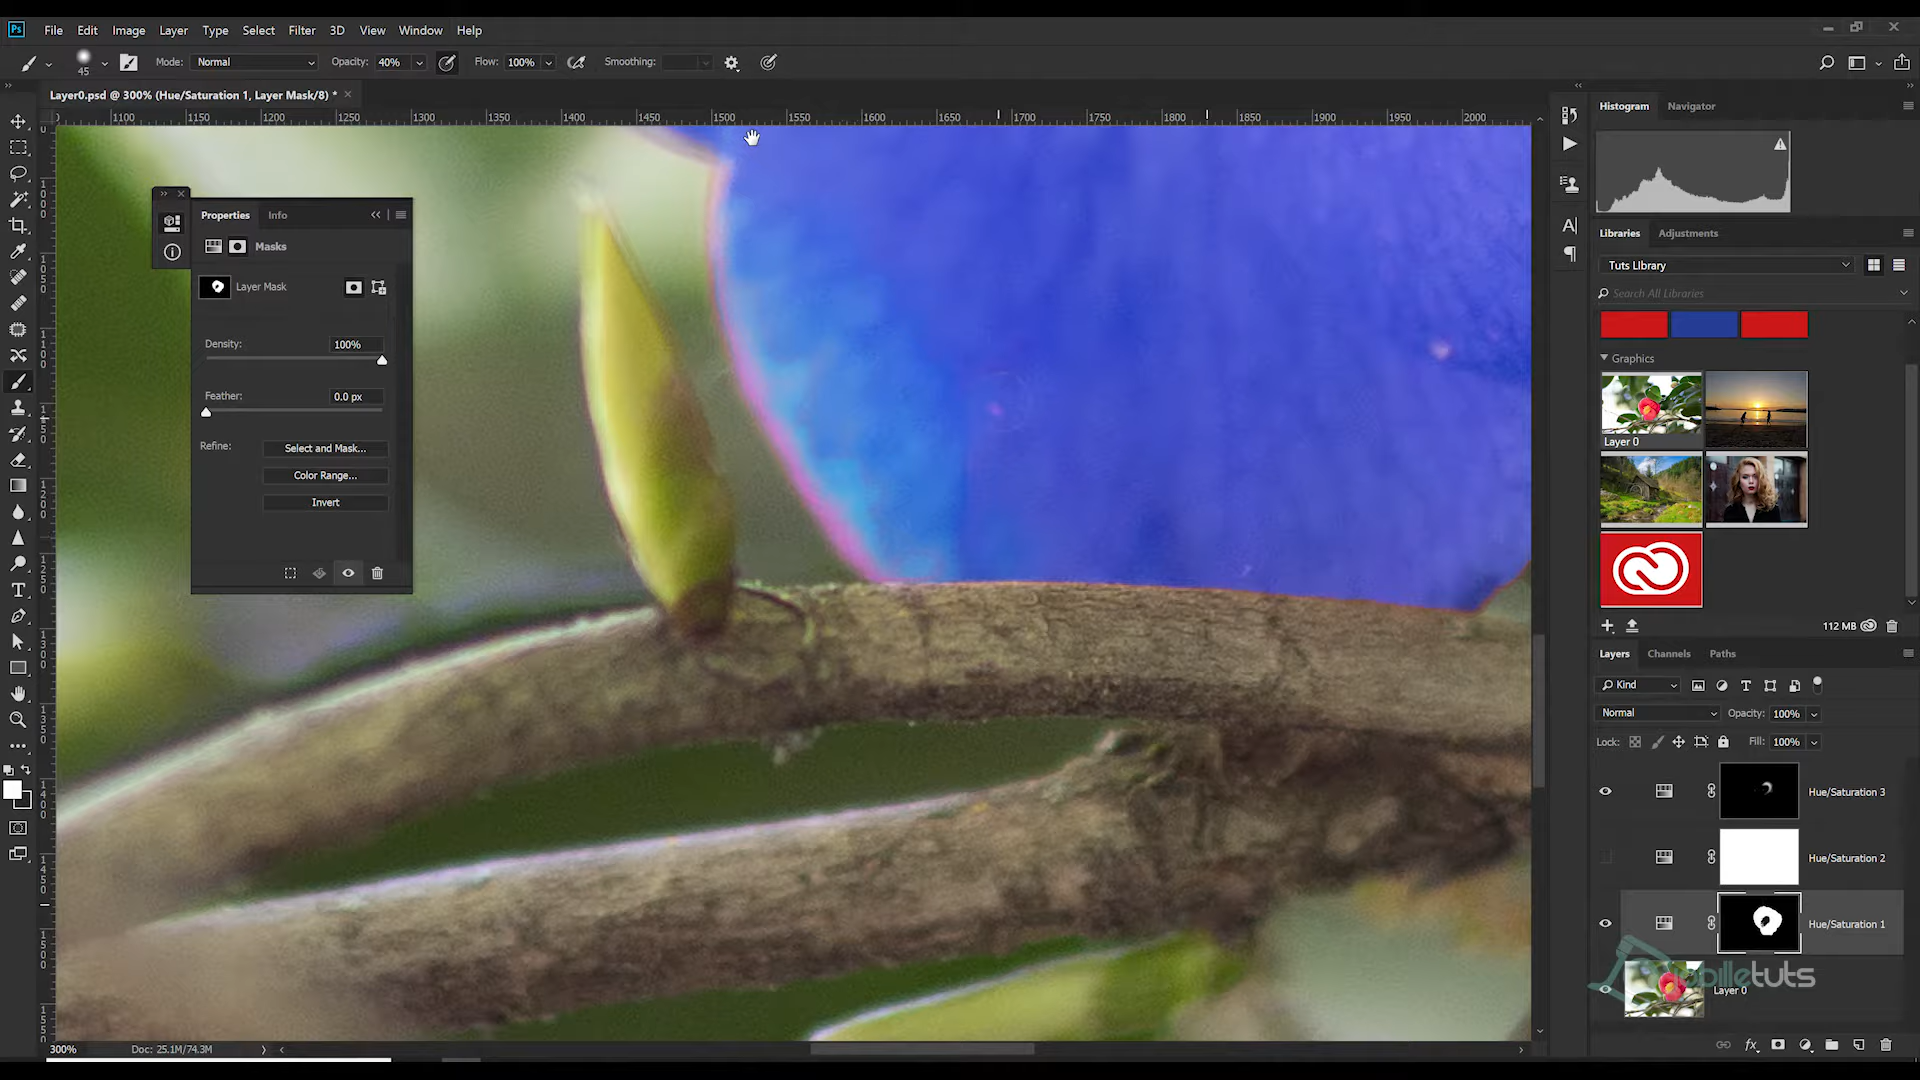 Ps File Edit Image Layer Type Select Filter 3D View Window Help
45 Mode: Normal Opacity: 40% Flow: 100% Smoothing:
Layer0.psd @ 300% (Hue/Saturation 1, Layer Mask/8) *
1100 1150 1200 1250 1300 1350 1400 1450 1500 1550 1600 1650 1700 1750 1800 1850 1900 1950 2000
Properties Info
Masks
Layer Mask
Density: 100%
Feather: 0.0 px
Refine: Select and Mask...
Color Range...
Invert
Histogram Navigator
Libraries Adjustments
Tuts Library
Search All Libraries
Graphics
Layer 0
112 MB
Layers Channels Paths
Kind
Normal Opacity: 100%
Lock: Fill: 100%
Hue/Saturation 3
Hue/Saturation 2
Hue/Saturation 1
Layer 0
300% Doc: 25.1M/74.3M